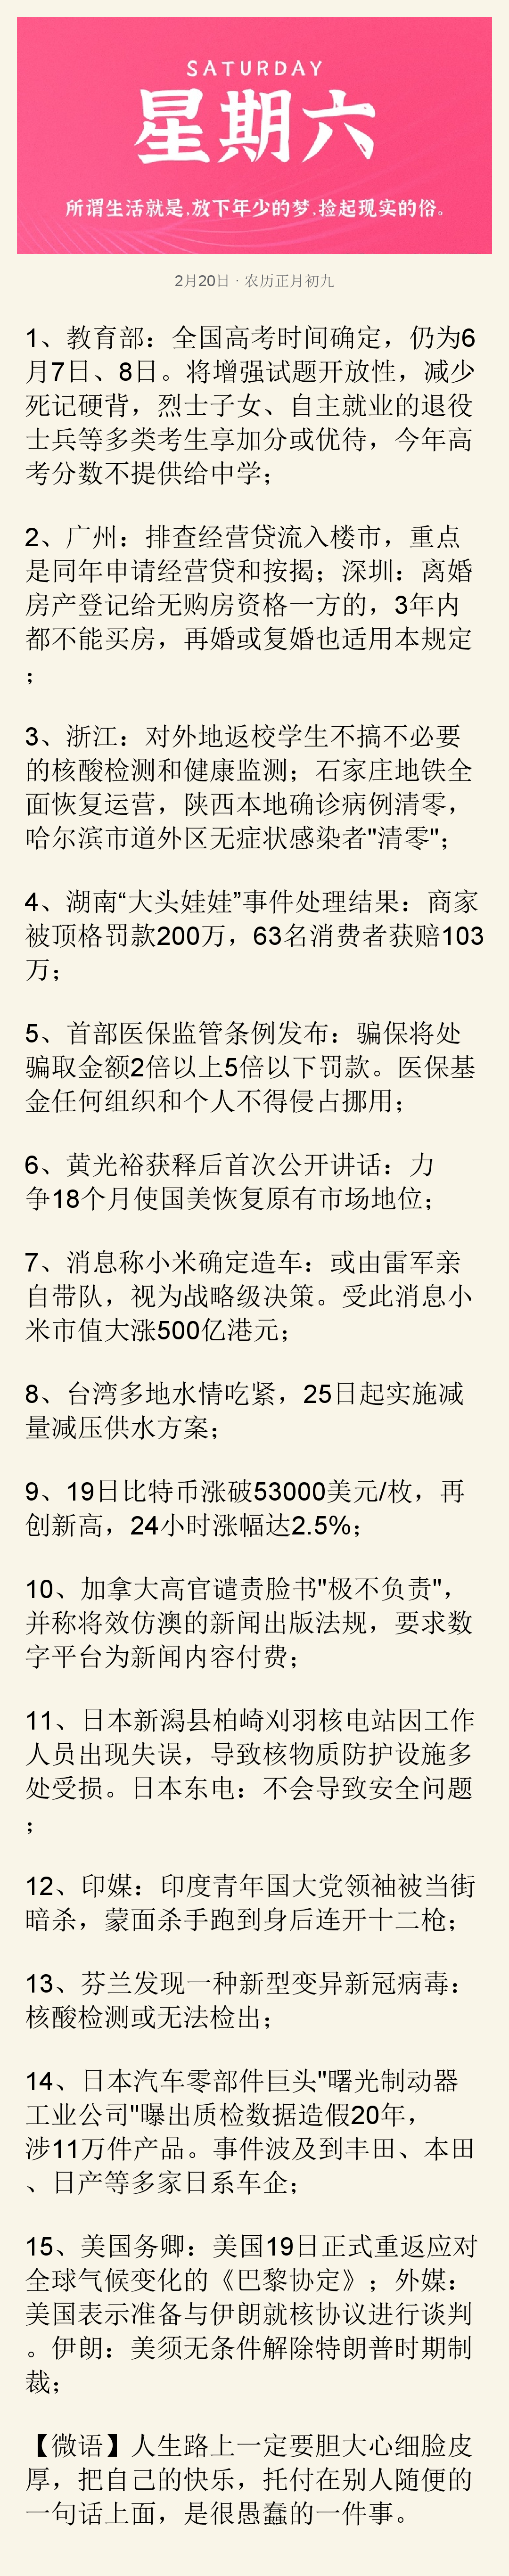 SATURDAY
星期六
所谓生活就是,放下年少的梦,捡起现实的俗。
2月20日 · 农历正月初九
1、教育部：全国高考时间确定，仍为6
月7日、8日。将增强试题开放性，减少
死记硬背，烈士子女、自主就业的退役
士兵等多类考生享加分或优待，今年高
考分数不提供给中学；
2、广州：排查经营贷流入楼市，重点
是同年申请经营贷和按揭；深圳：离婚
房产登记给无购房资格一方的，3年内
都不能买房，再婚或复婚也适用本规定
；
3、浙江：对外地返校学生不搞不必要
的核酸检测和健康监测；石家庄地铁全
面恢复运营，陕西本地确诊病例清零，
哈尔滨市道外区无症状感染者"清零"；
4、湖南“大头娃娃”事件处理结果：商家
被顶格罚款200万，63名消费者获赔103
万；
5、首部医保监管条例发布：骗保将处
骗取金额2倍以上5倍以下罚款。医保基
金任何组织和个人不得侵占挪用；
6、黄光裕获释后首次公开讲话：力
争18个月使国美恢复原有市场地位；
7、消息称小米确定造车：或由雷军亲
自带队，视为战略级决策。受此消息小
米市值大涨500亿港元；
8、台湾多地水情吃紧，25日起实施减
量减压供水方案；
9、19日比特币涨破53000美元/枚，再
创新高，24小时涨幅达2.5%；
10、加拿大高官谴责脸书"极不负责"，
并称将效仿澳的新闻出版法规，要求数
字平台为新闻内容付费；
11、日本新潟县柏崎刈羽核电站因工作
人员出现失误，导致核物质防护设施多
处受损。日本东电：不会导致安全问题
；
12、印媒：印度青年国大党领袖被当街
暗杀，蒙面杀手跑到身后连开十二枪；
13、芬兰发现一种新型变异新冠病毒：
核酸检测或无法检出；
14、日本汽车零部件巨头"曙光制动器
工业公司"曝出质检数据造假20年，
涉11万件产品。事件波及到丰田、本田
、日产等多家日系车企；
15、美国务卿：美国19日正式重返应对
全球气候变化的《巴黎协定》；外媒：
美国表示准备与伊朗就核协议进行谈判
。伊朗：美须无条件解除特朗普时期制
裁；
【微语】人生路上一定要胆大心细脸皮
厚，把自己的快乐，托付在别人随便的
一句话上面，是很愚蠢的一件事。